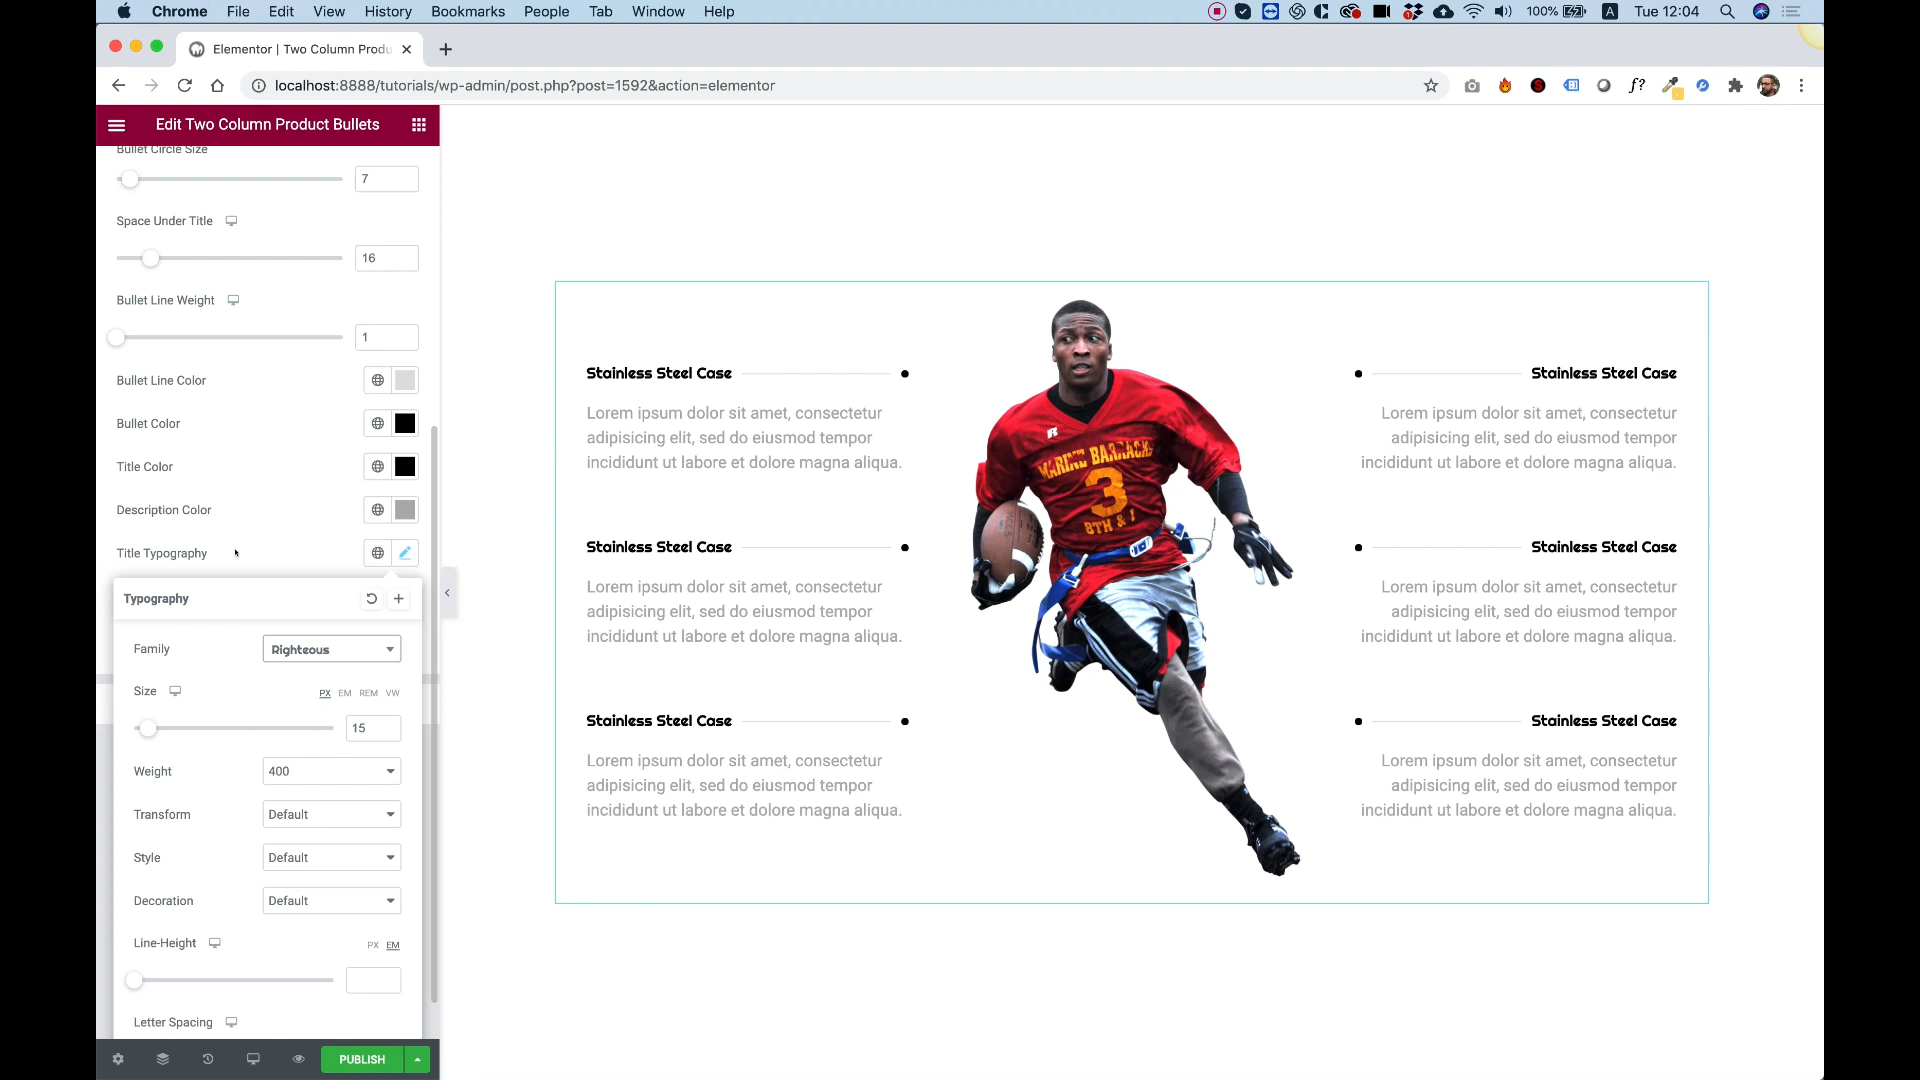 Chrome File Edit View History Bookmarks People Tab Window Help
100% A Tue 12:04
Elementor | Two Column Produ
localhost:8888/tutorials/wp-admin/post.php?post=1592&action=elementor
f?
Edit Two Column Product Bullets
Bullet Circle Size
7
Space Under Title
16
Bullet Line Weight
1
Bullet Line Color
Bullet Color
Title Color
Description Color
Title Typography
Typography
Family Righteous
Size PX EM REM VW
15
Weight 400
Transform Default
Style Default
Decoration Default
Line-Height PX EM
Letter Spacing
PUBLISH
Stainless Steel Case
Lorem ipsum dolor sit amet, consectetur
adipisicing elit, sed do eiusmod tempor
incididunt ut labore et dolore magna aliqua.
Stainless Steel Case
Lorem ipsum dolor sit amet, consectetur
adipisicing elit, sed do eiusmod tempor
incididunt ut labore et dolore magna aliqua.
Stainless Steel Case
Lorem ipsum dolor sit amet, consectetur
adipisicing elit, sed do eiusmod tempor
incididunt ut labore et dolore magna aliqua.
R
MARINE BARRACKS
3
8TH & I
Stainless Steel Case
Lorem ipsum dolor sit amet, consectetur
adipisicing elit, sed do eiusmod tempor
incididunt ut labore et dolore magna aliqua.
Stainless Steel Case
Lorem ipsum dolor sit amet, consectetur
adipisicing elit, sed do eiusmod tempor
incididunt ut labore et dolore magna aliqua.
Stainless Steel Case
Lorem ipsum dolor sit amet, consectetur
adipisicing elit, sed do eiusmod tempor
incididunt ut labore et dolore magna aliqua.